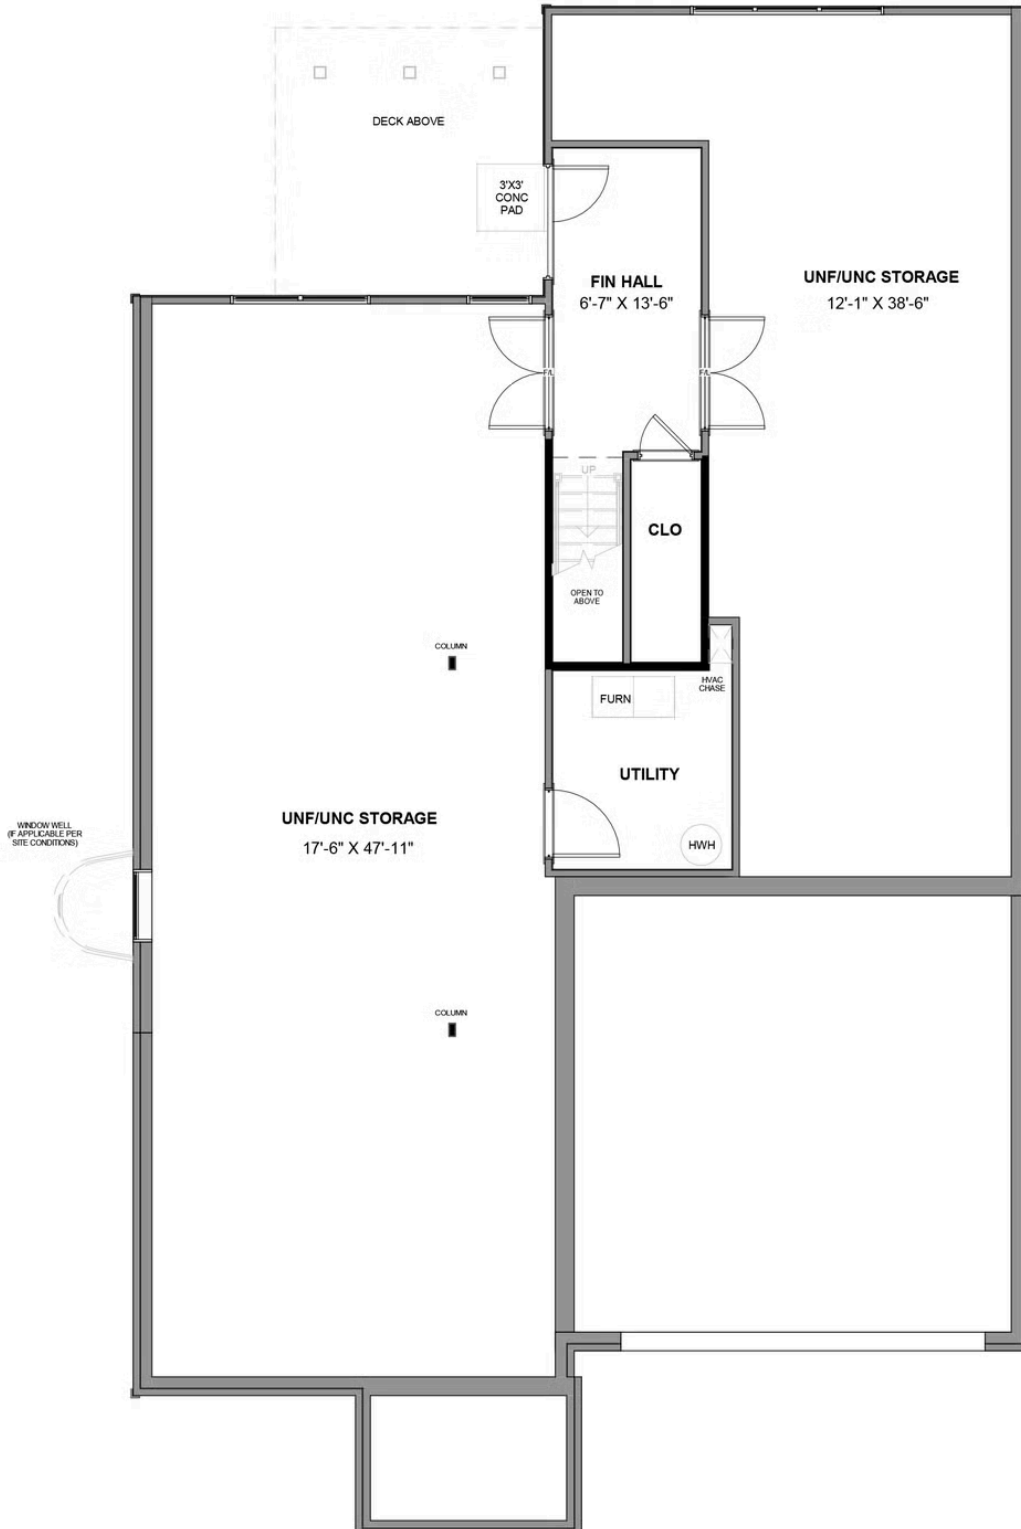 DECK ABOVE
3'X3'
CONC
PAD
FIN HALL
6'-7" X 13'-6"
UNF/UNC STORAGE
12'-1" X 38'-6"
F/L
F/L
UP
CLO
OPEN TO
ABOVE
COLUMN
HVAC
CHASE
FURN
UTILITY
UNF/UNC STORAGE
17'-6" X 47'-11"
WINDOW WELL
(IF APPLICABLE PER
SITE CONDITIONS)
HWH
COLUMN